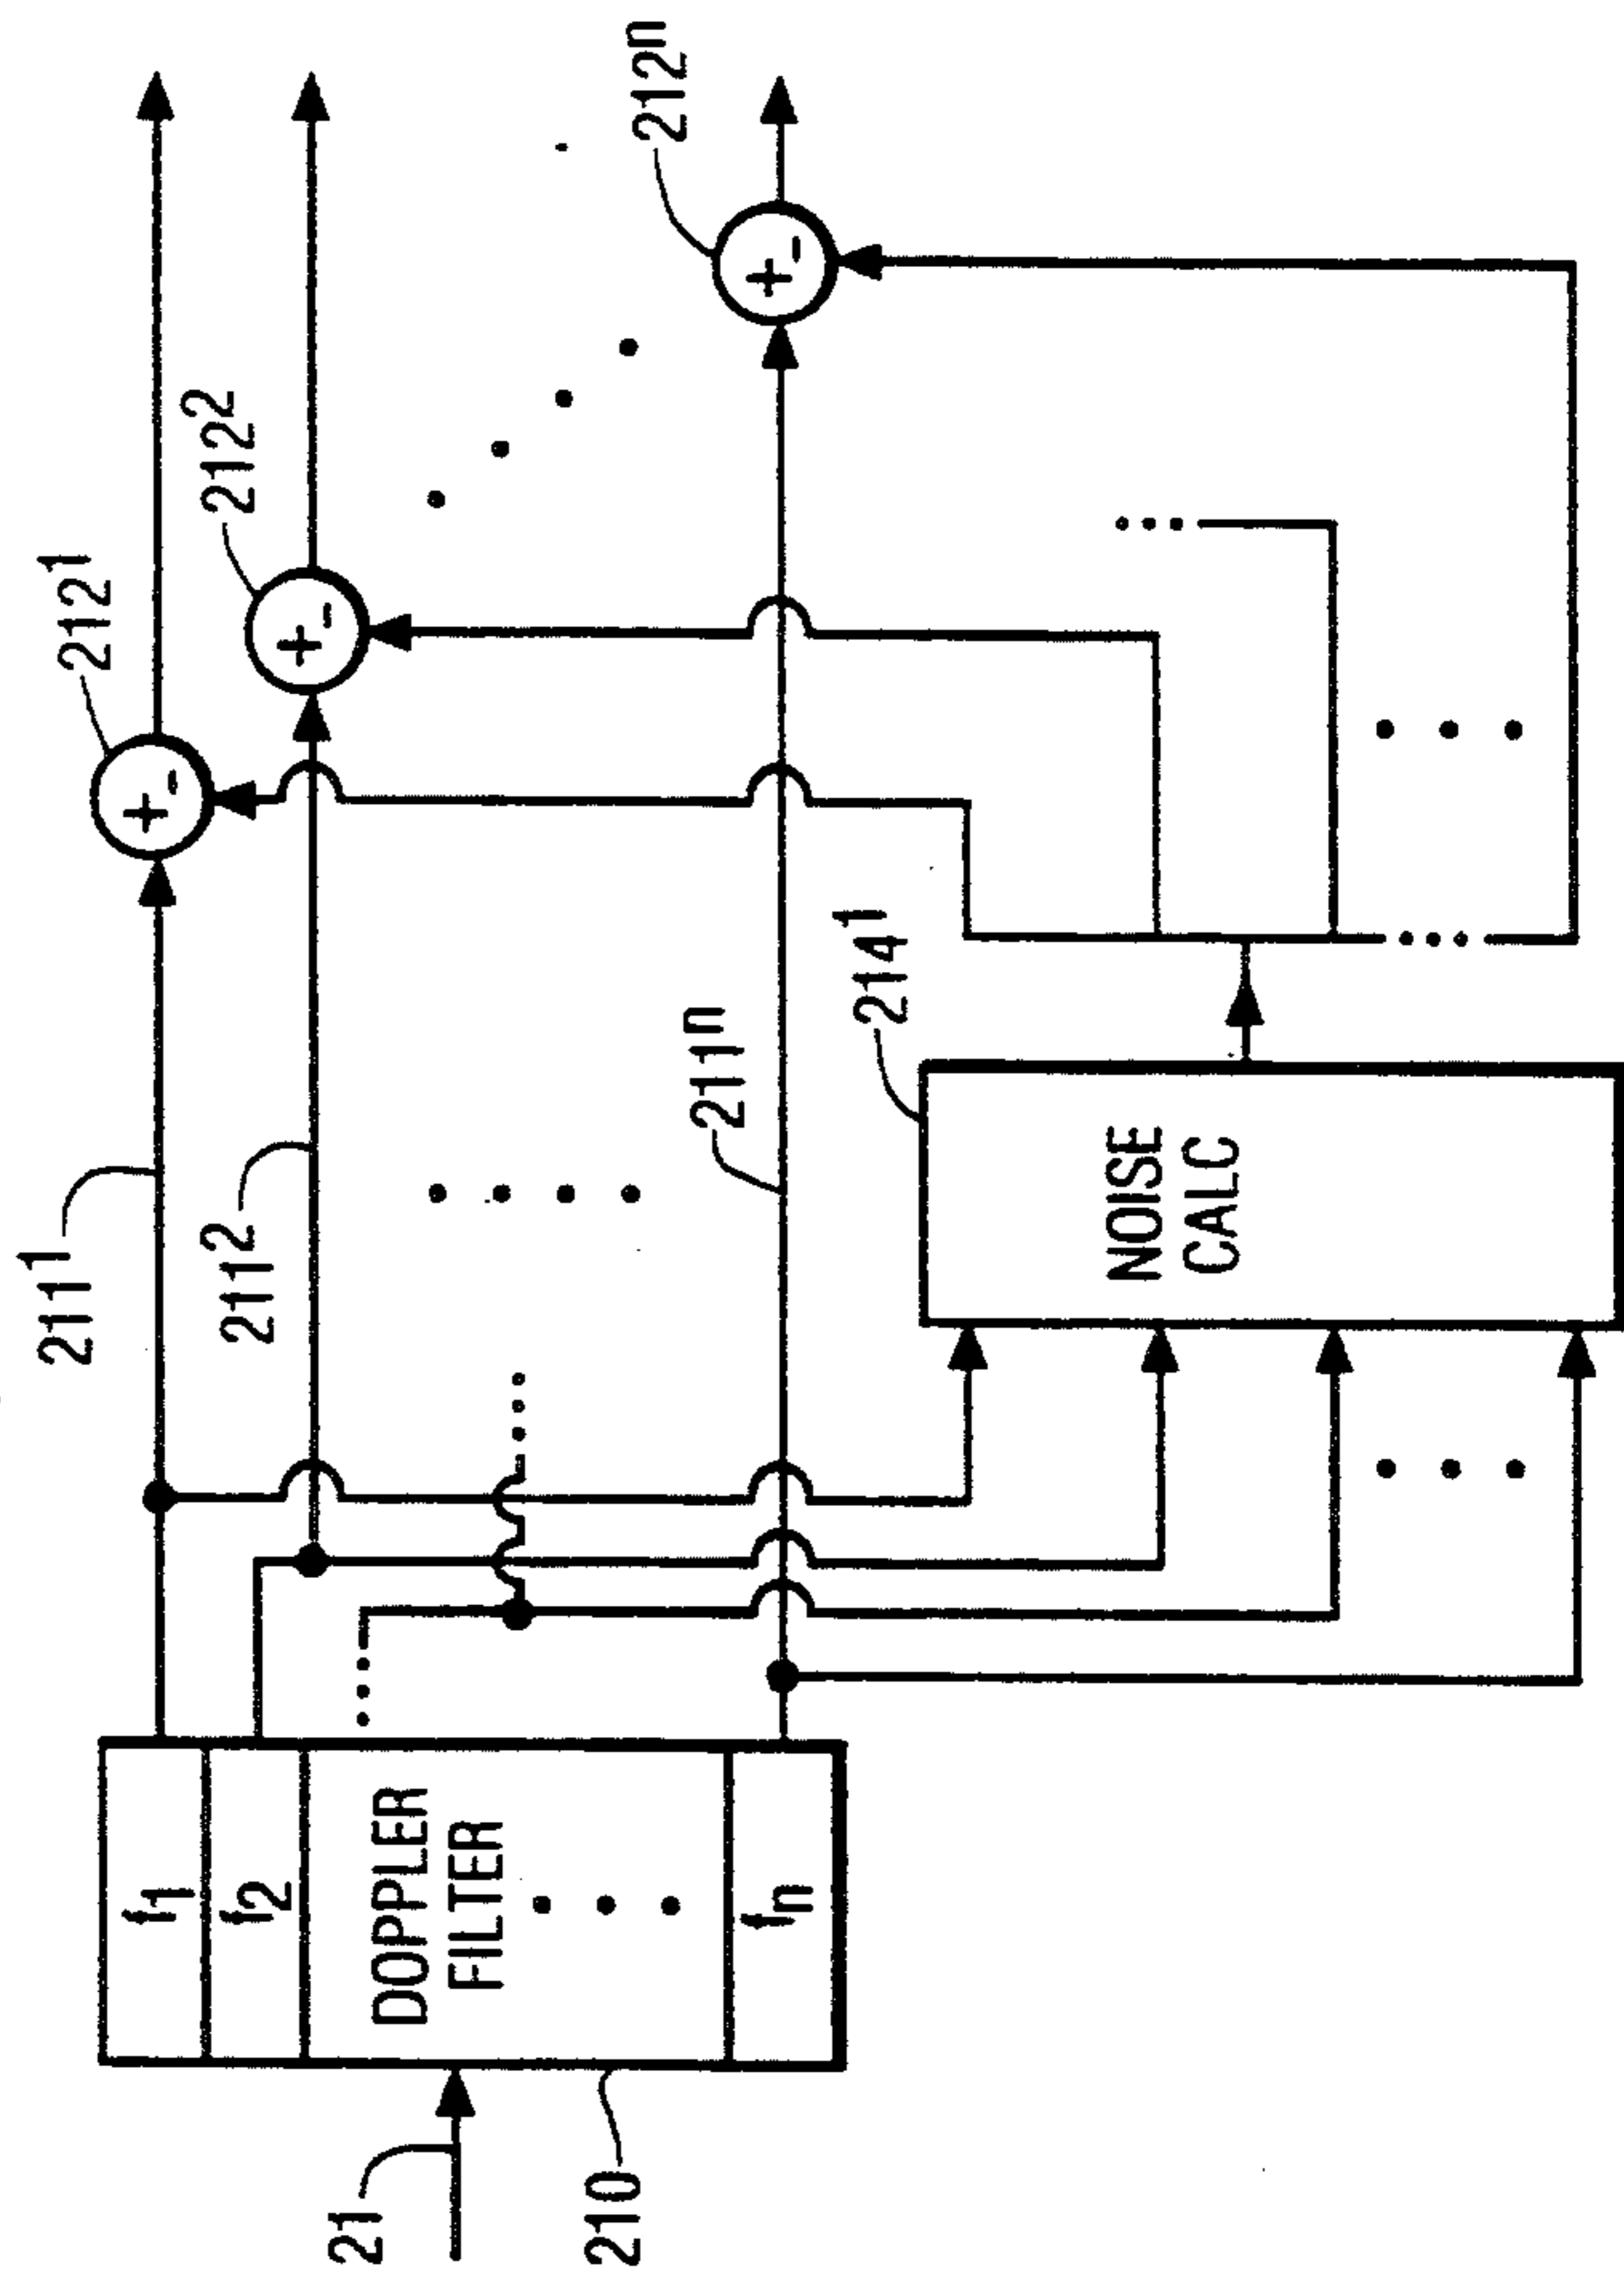 21
210
f₁
f₂
DOPPLER
FILTER
fₙ
211¹
211²
211ⁿ
NOISE
CALC
214¹
212¹
+ -
212²
+ -
212ⁿ
+ -